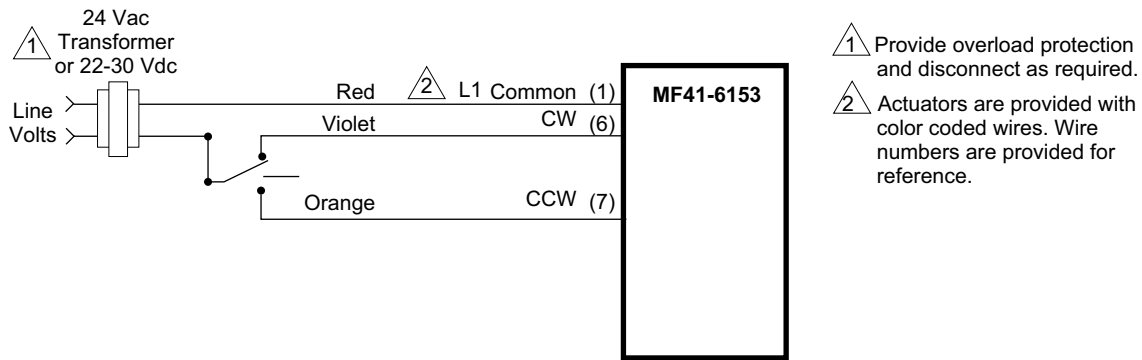 24 Vac
Transformer
or 22-30 Vdc
1
Line
Volts
Red
2
L1 Common (1)
Violet
CW (6)
Orange
CCW (7)
MF41-6153
1 Provide overload protection
and disconnect as required.
2 Actuators are provided with
color coded wires. Wire
numbers are provided for
reference.